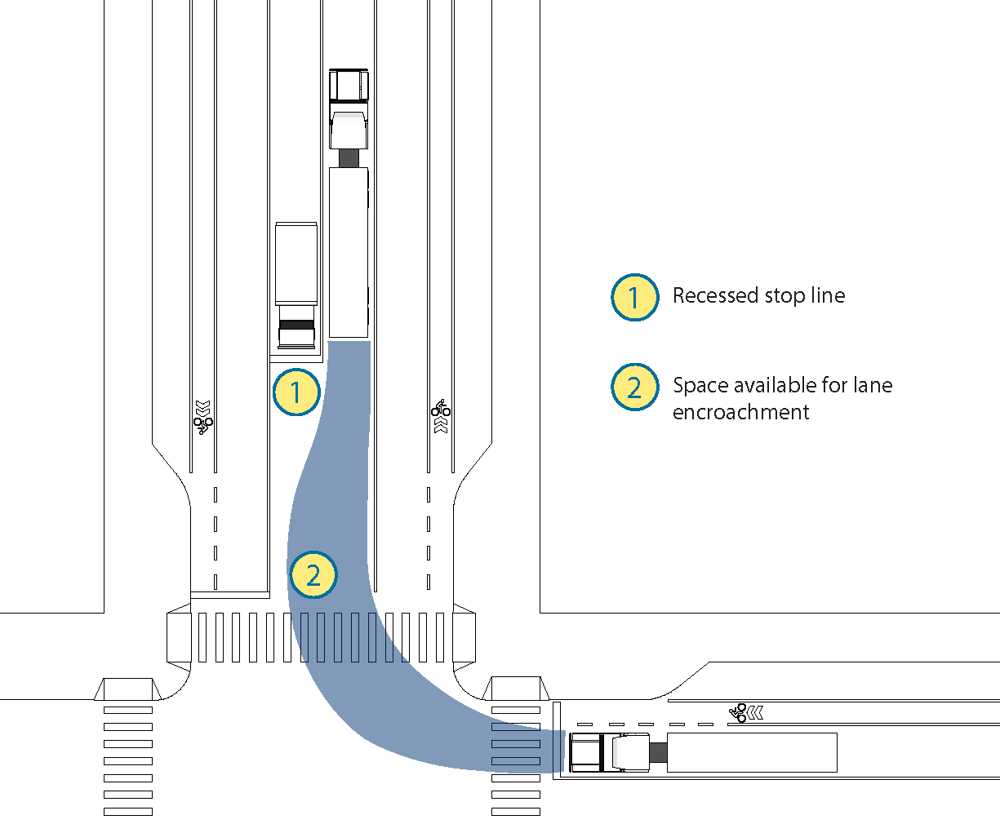 1 Recessed stop line
1
2 Space available for lane
encroachment
2